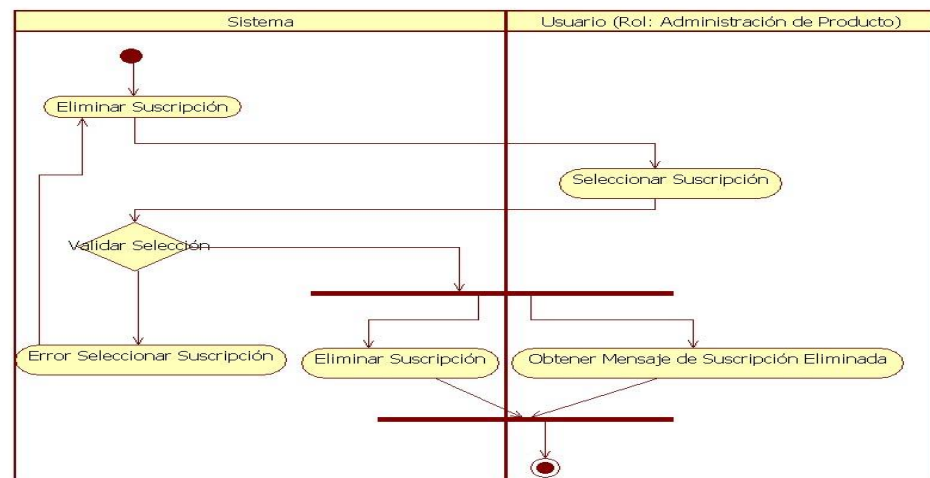 Sistema
Usuario (Rol: Administración de Producto)
Eliminar Suscripción
Seleccionar Suscripción
Validar Selección
Error Seleccionar Suscripción
Eliminar Suscripción
Obtener Mensaje de Suscripción Eliminada